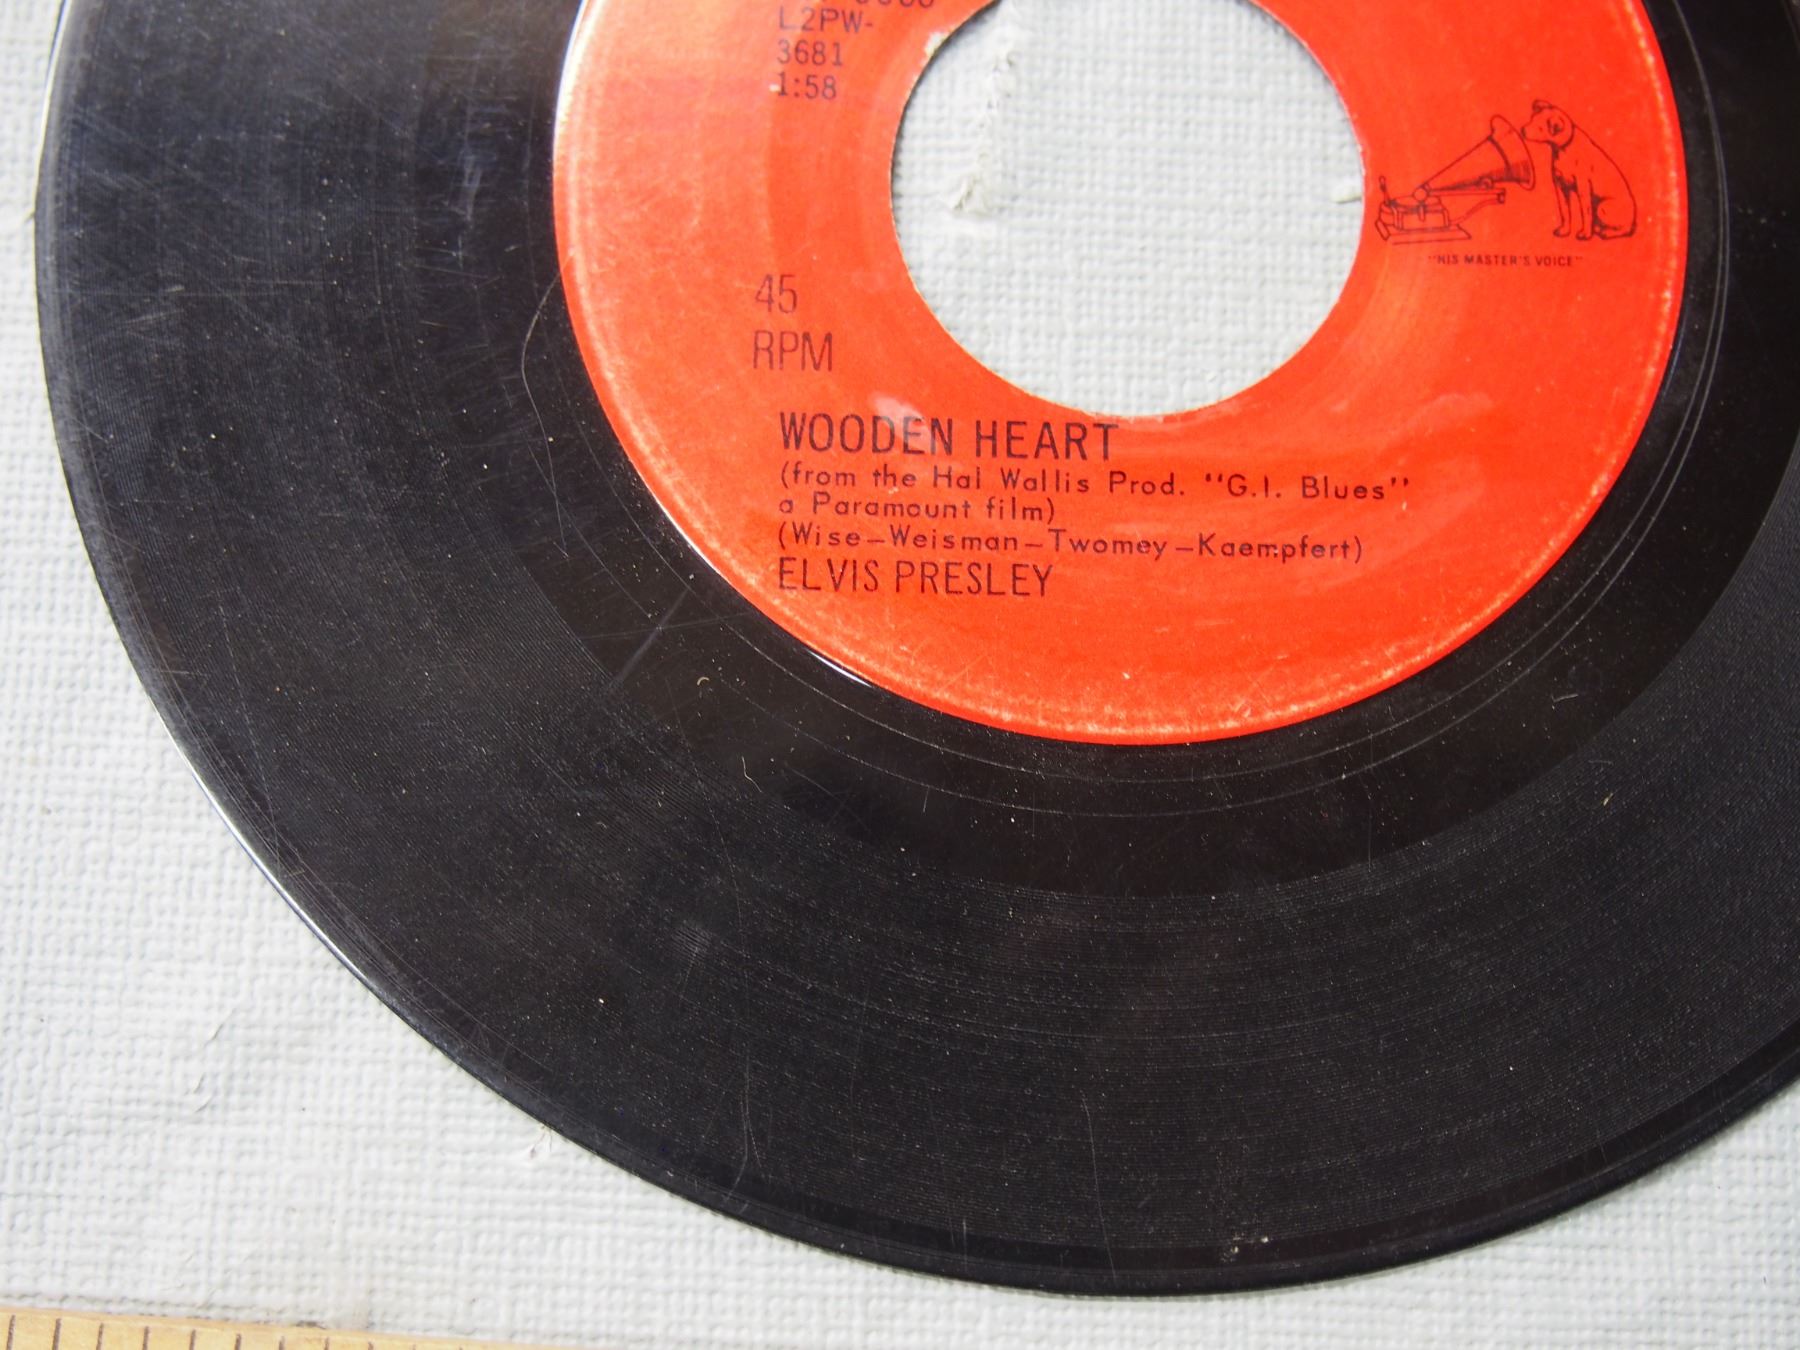 L2PW-
3681
1:58
"HIS MASTER'S VOICE"
45
RPM
WOODEN HEART
(from the Hal Wallis Prod. "G.I. Blues"
a Paramount film)
(Wise-Weisman-Twomey-Kaempfert)
ELVIS PRESLEY